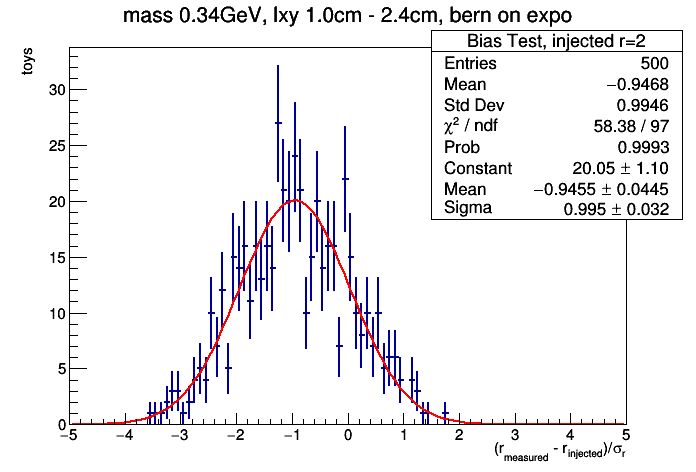 mass 0.34GeV, lxy 1.0cm - 2.4cm, bern on expo
Bias Test, injected r=2
Entries 500
Mean −0.9468
Std Dev 0.9946
χ² / ndf 58.38 / 97
Prob 0.9993
Constant 20.05 ± 1.10
Mean −0.9455 ± 0.0445
Sigma 0.995 ± 0.032
toys
30
25
20
15
10
5
0
−5 −4 −3 −2 −1 0 1 2 3 4 5
(r_measured - r_injected)/σ_r